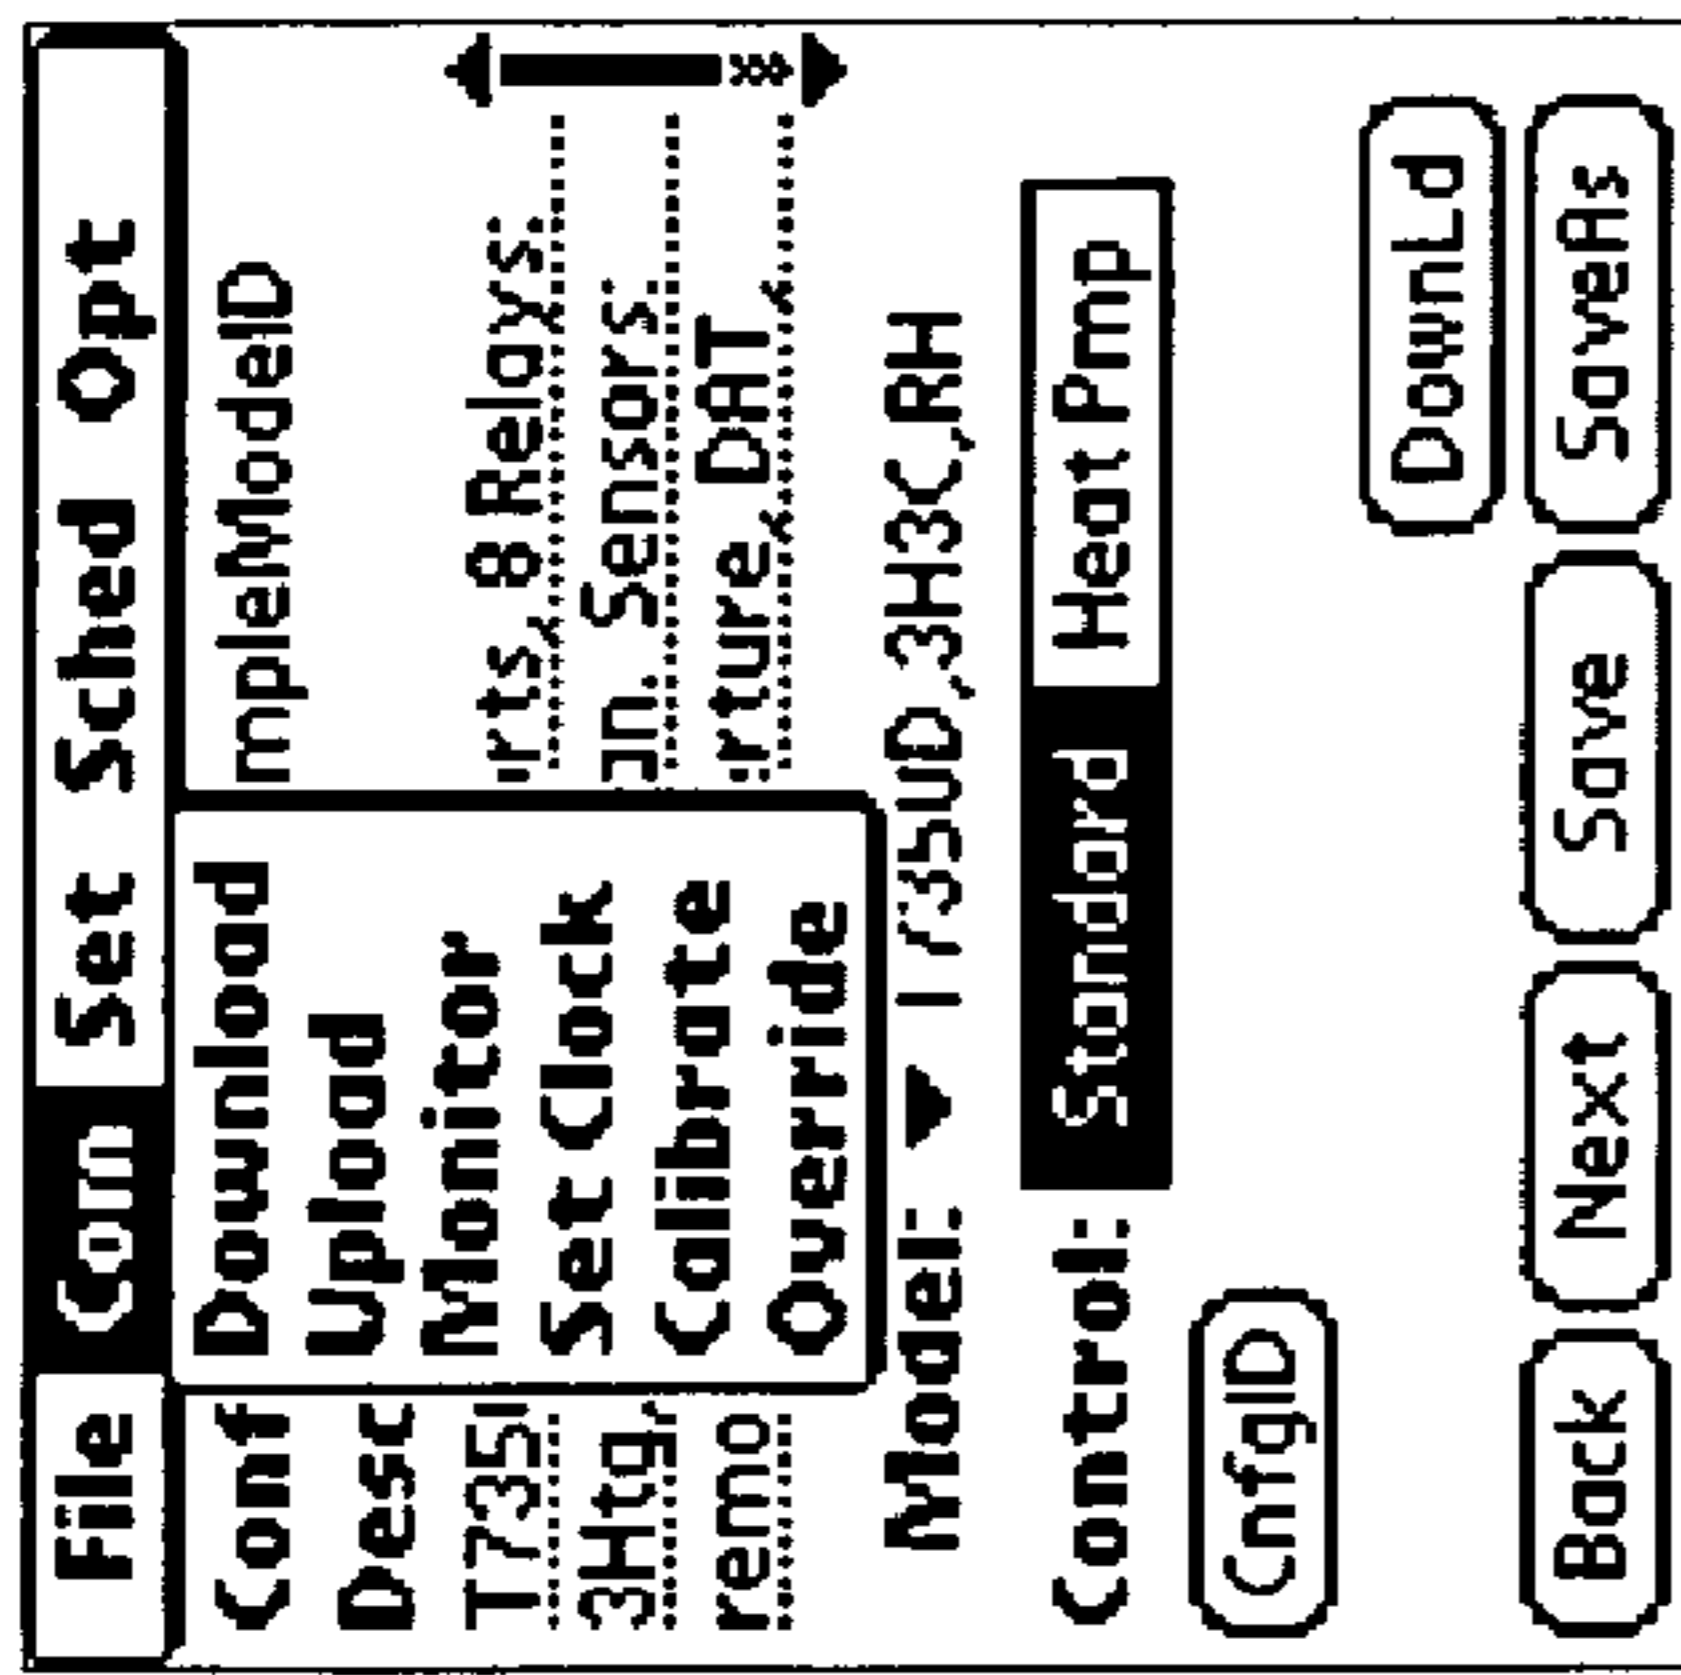 File Com Set Sched Opt
Conf mpleModelID
Download
Desc
Upload
T735 rts, 8 Relays.
Monitor
3Htg, Sensors.
Set Clock
remo rture, DAT
Calibrate
Override
Model: T735UD,3H3C,RH
Control: Standard Heat Pmp
CnfgID DownLd
Back Next Save SaveAs